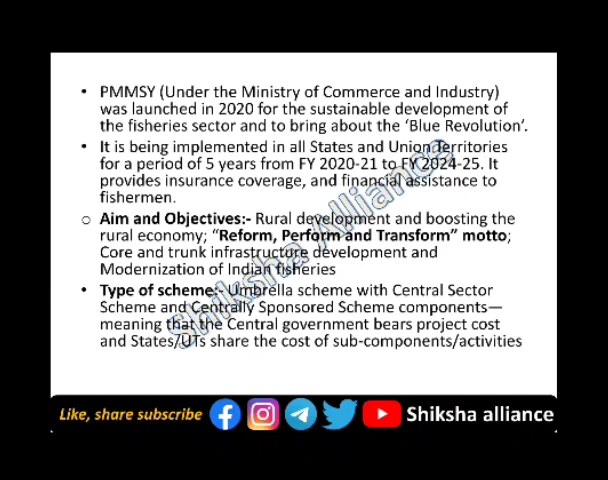 • PMMSY (Under the Ministry of Commerce and Industry)
was launched in 2020 for the sustainable development of
the fisheries sector and to bring about the ‘Blue Revolution’.
• It is being implemented in all States and Union Territories
for a period of 5 years from FY 2020-21 to FY 2024-25. It
provides insurance coverage, and financial assistance to
fishermen.
o Aim and Objectives:- Rural development and boosting the
rural economy; “Reform, Perform and Transform” motto;
Core and trunk infrastructure development and
Modernization of Indian fisheries
• Type of scheme:- Umbrella scheme with Central Sector
Scheme and Centrally Sponsored Scheme components—
meaning that the Central government bears project cost
and States/UTs share the cost of sub-components/activities
Shiksha Alliance
Like, share subscribe
Shiksha alliance